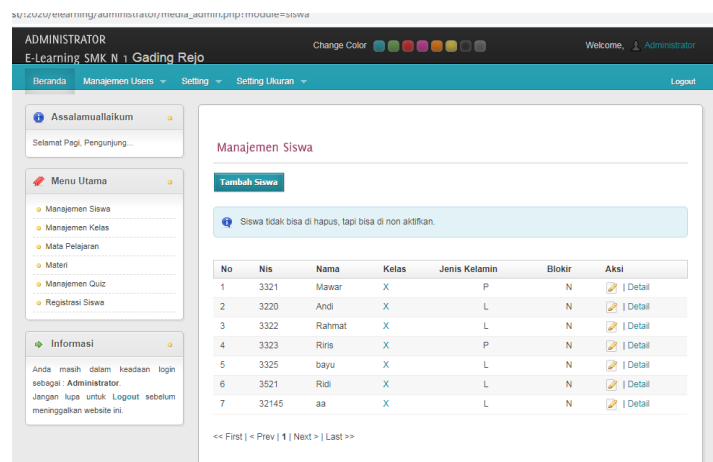 st/!2020/elearning/administrator/media_admin.php?module=siswa
ADMINISTRATOR
E-Learning SMK N 1 Gading Rejo
Change Color
Welcome, Administrator
Beranda Manajemen Users Setting Setting Ukuran Logout
Assalamuallaikum
Selamat Pagi, Pengunjung...
Menu Utama
Manajemen Siswa
Manajemen Kelas
Mata Pelajaran
Materi
Manajemen Quiz
Registrasi Siswa
Informasi
Anda masih dalam keadaan login
sebagai : Administrator.
Jangan lupa untuk Logout sebelum
meninggalkan website ini.
Manajemen Siswa
Tambah Siswa
Siswa tidak bisa di hapus, tapi bisa di non aktifkan.
No Nis Nama Kelas Jenis Kelamin Blokir Aksi
1 3321 Mawar X P N | Detail
2 3220 Andi X L N | Detail
3 3322 Rahmat X L N | Detail
4 3323 Riris X P N | Detail
5 3325 bayu X L N | Detail
6 3521 Ridi X L N | Detail
7 32145 aa X L N | Detail
<< First | < Prev | 1 | Next > | Last >>